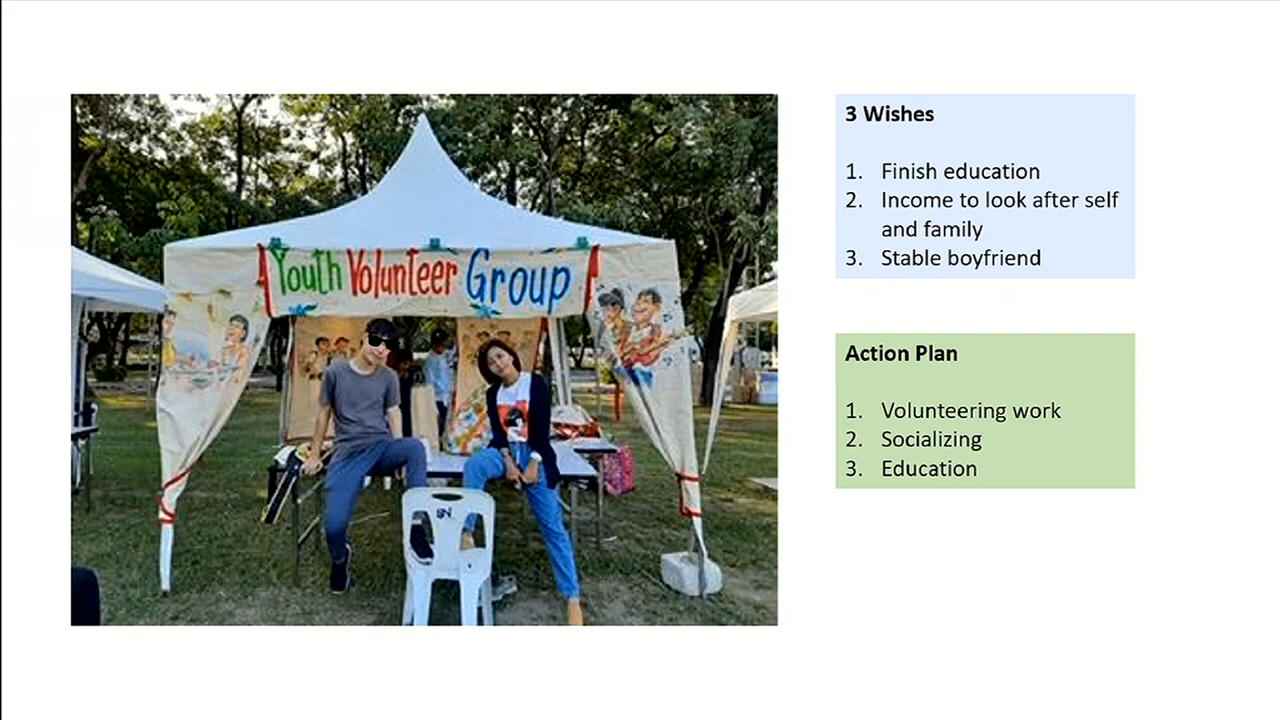 Youth Volunteer Group
SN
3 Wishes
1. Finish education
2. Income to look after self
and family
3. Stable boyfriend
Action Plan
1. Volunteering work
2. Socializing
3. Education